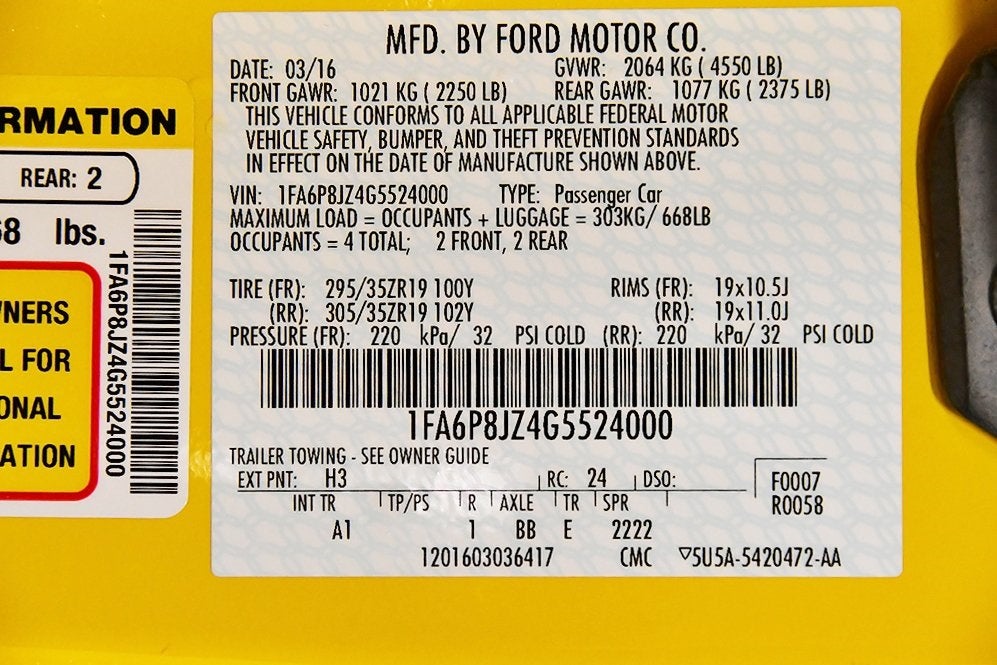 RMATION
REAR: 2
8 lbs.
NERS
L FOR
ONAL
ATION
1FA6P8JZ4G5524000
MFD. BY FORD MOTOR CO.
DATE: 03/16 GVWR: 2064 KG ( 4550 LB)
FRONT GAWR: 1021 KG ( 2250 LB) REAR GAWR: 1077 KG ( 2375 LB)
THIS VEHICLE CONFORMS TO ALL APPLICABLE FEDERAL MOTOR
VEHICLE SAFETY, BUMPER, AND THEFT PREVENTION STANDARDS
IN EFFECT ON THE DATE OF MANUFACTURE SHOWN ABOVE.
VIN: 1FA6P8JZ4G5524000 TYPE: Passenger Car
MAXIMUM LOAD = OCCUPANTS + LUGGAGE = 303KG/ 668LB
OCCUPANTS = 4 TOTAL; 2 FRONT, 2 REAR
TIRE (FR): 295/35ZR19 100Y RIMS (FR): 19x10.5J
(RR): 305/35ZR19 102Y (RR): 19x11.0J
PRESSURE (FR): 220 kPa/ 32 PSI COLD (RR): 220 kPa/ 32 PSI COLD
1FA6P8JZ4G5524000
TRAILER TOWING - SEE OWNER GUIDE
EXT PNT: H3 RC: 24 DSO: F0007
INT TR TP/PS R AXLE TR SPR R0058
A1 1 BB E 2222
1201603036417 CMC ▽5U5A-5420472-AA